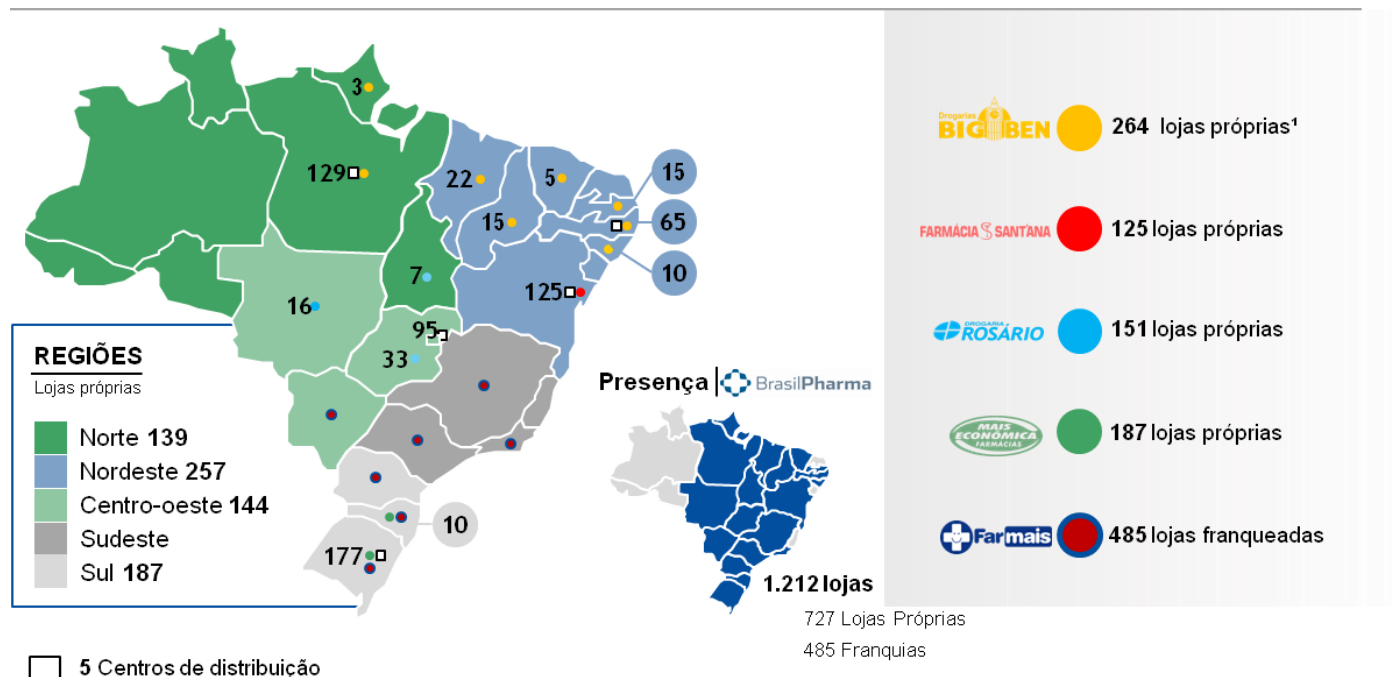 3
129
22
5
15
15
65
10
7
125
16
95
33
REGIÕES
Lojas próprias
Norte 139
Nordeste 257
Centro-oeste 144
Sudeste
Sul 187
10
177
5 Centros de distribuição
Presença | BrasilPharma
1.212 lojas
727 Lojas Próprias
485 Franquias
Drogarias
BIG BEN
264 lojas próprias¹
FARMÁCIA SANT'ANA
125 lojas próprias
DROGARIA
ROSÁRIO
151 lojas próprias
MAIS
ECONÔMICA
FARMÁCIAS
187 lojas próprias
Farmais
485 lojas franqueadas